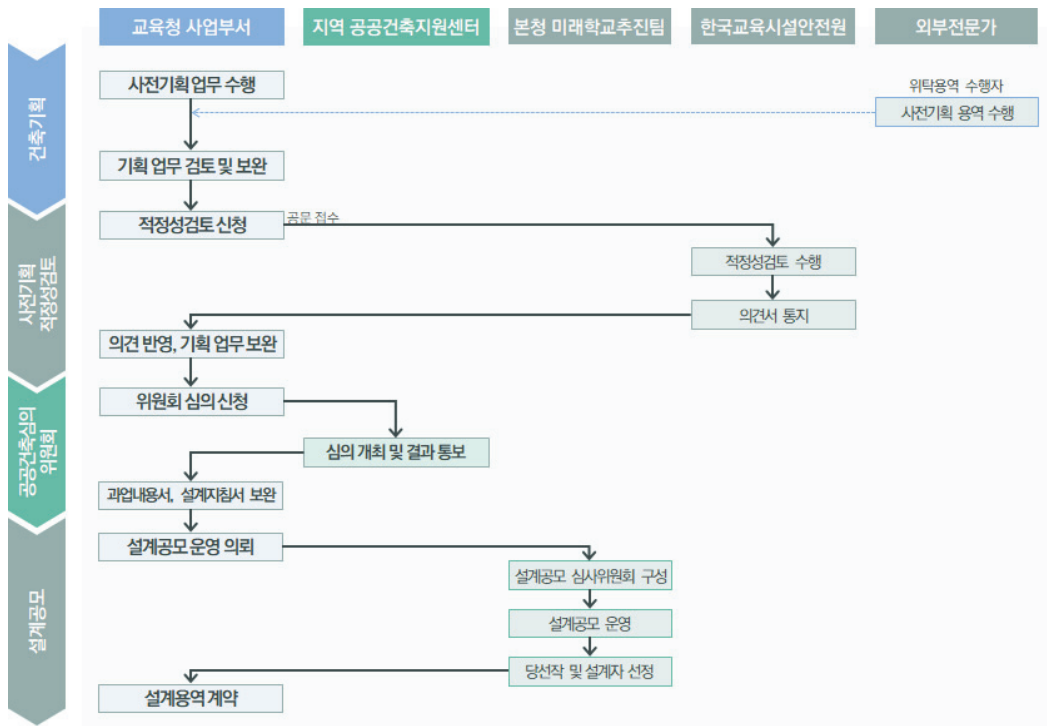 교육청 사업부서
지역 공공건축지원센터
본청 미래학교추진팀
한국교육시설안전원
외부전문가
건축기획
사전기획업무 수행
위탁용역 수행자
사전기획 용역 수행
기획 업무 검토 및 보완
사전기획
적정성검토
적정성검토 신청
공문 접수
적정성검토 수행
의견서 통지
의견 반영, 기획 업무 보완
공공건축심의
위원회
위원회 심의 신청
심의 개최 및 결과 통보
과업내용서, 설계지침서 보완
설계공모
설계공모 운영 의뢰
설계공모 심사위원회 구성
설계공모 운영
당선작 및 설계자 선정
설계용역 계약